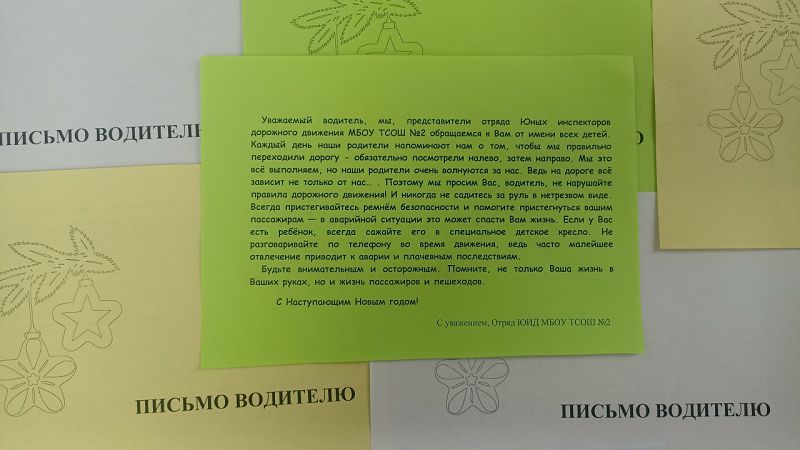 ПИСЬМО ВОДИТЕЛЮ
Уважаемый водитель, мы, представители отряда Юных инспекторов
дорожного движения МБОУ ТСОШ №2 обращаемся к Вам от имени всех детей.
Каждый день наши родители напоминают нам о том, чтобы мы правильно
переходили дорогу - обязательно посмотрели налево, затем направо. Мы это
всё выполняем, но наши родители очень волнуются за нас. Ведь на дороге всё
зависит не только от нас... . Поэтому мы просим Вас, водитель, не нарушайте
правила дорожного движения! И никогда не садитесь за руль в нетрезвом виде.
Всегда пристегивайтесь ремнём безопасности и помогите пристегнуться вашим
пассажирам — в аварийной ситуации это может спасти Вам жизнь. Если у Вас
есть ребёнок, всегда сажайте его в специальное детское кресло. Не
разговаривайте по телефону во время движения, ведь часто малейшее
отвлечение приводит к аварии и плачевным последствиям.
Будьте внимательным и осторожным. Помните, не только Ваша жизнь в
Ваших руках, но и жизнь пассажиров и пешеходов.
С Наступающим Новым годом!
С уважением, Отряд ЮИД МБОУ ТСОШ №2
ПИСЬМО ВОДИТЕЛЮ
ПИСЬМО ВОДИТЕЛЮ